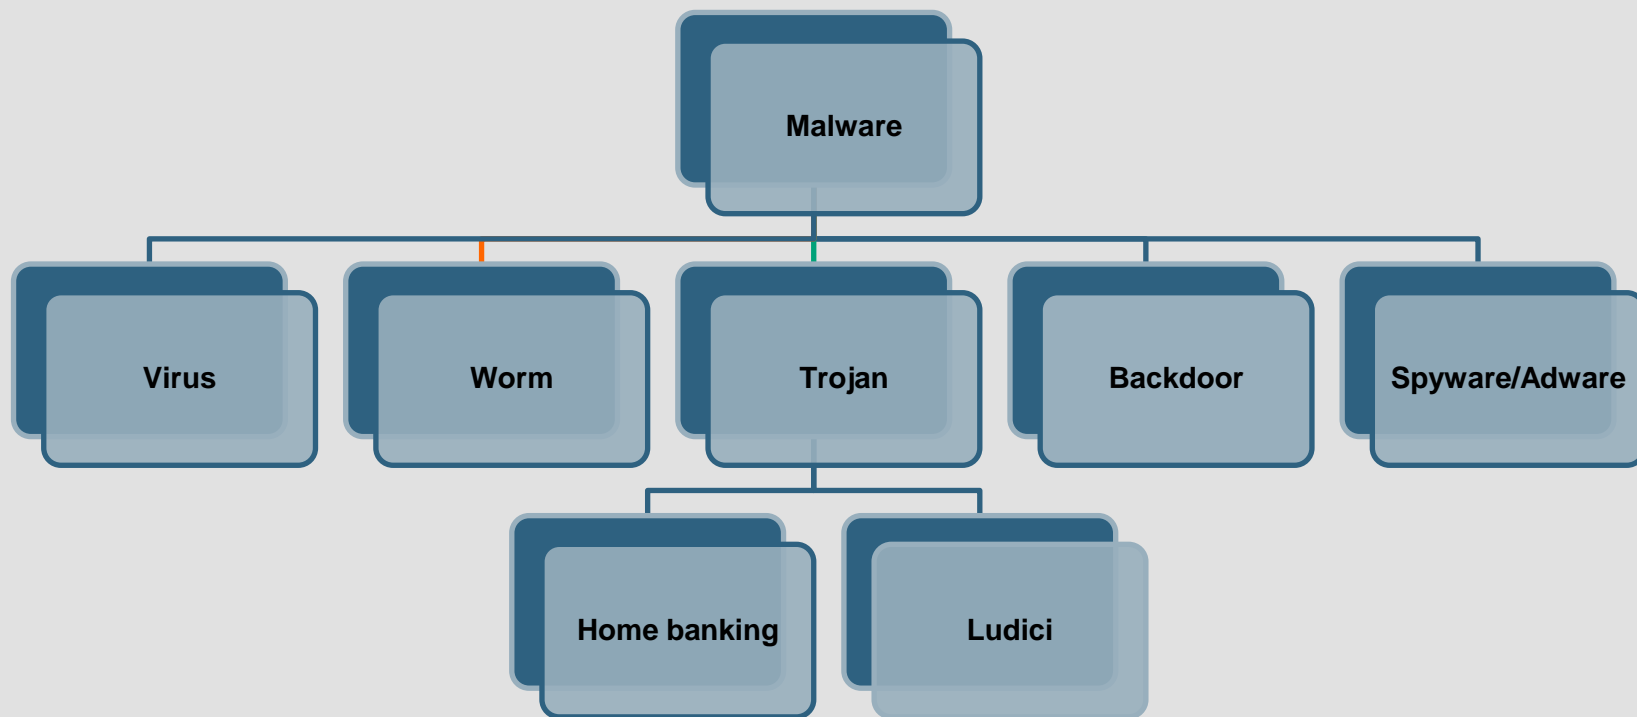 Malware
Virus
Worm
Trojan
Backdoor
Spyware/Adware
Home banking
Ludici